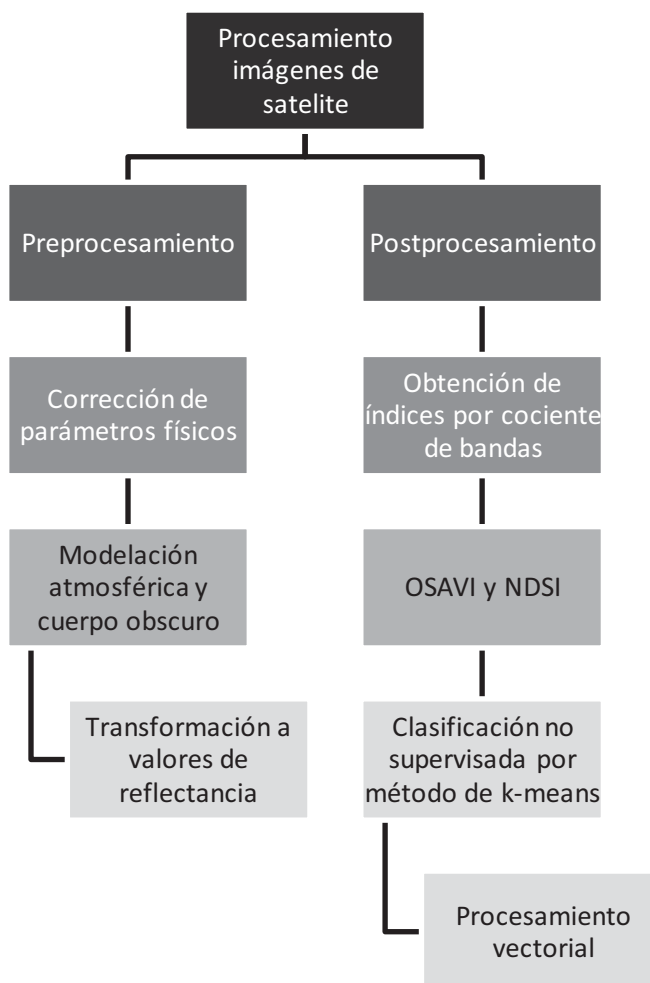 Procesamiento
imágenes de
satelite
Preprocesamiento
Postprocesamiento
Corrección de
parámetros físicos
Obtención de
índices por cociente
de bandas
Modelación
atmosférica y
cuerpo obscuro
OSAVI y NDSI
Transformación a
valores de
reflectancia
Clasificación no
supervisada por
método de k-means
Procesamiento
vectorial